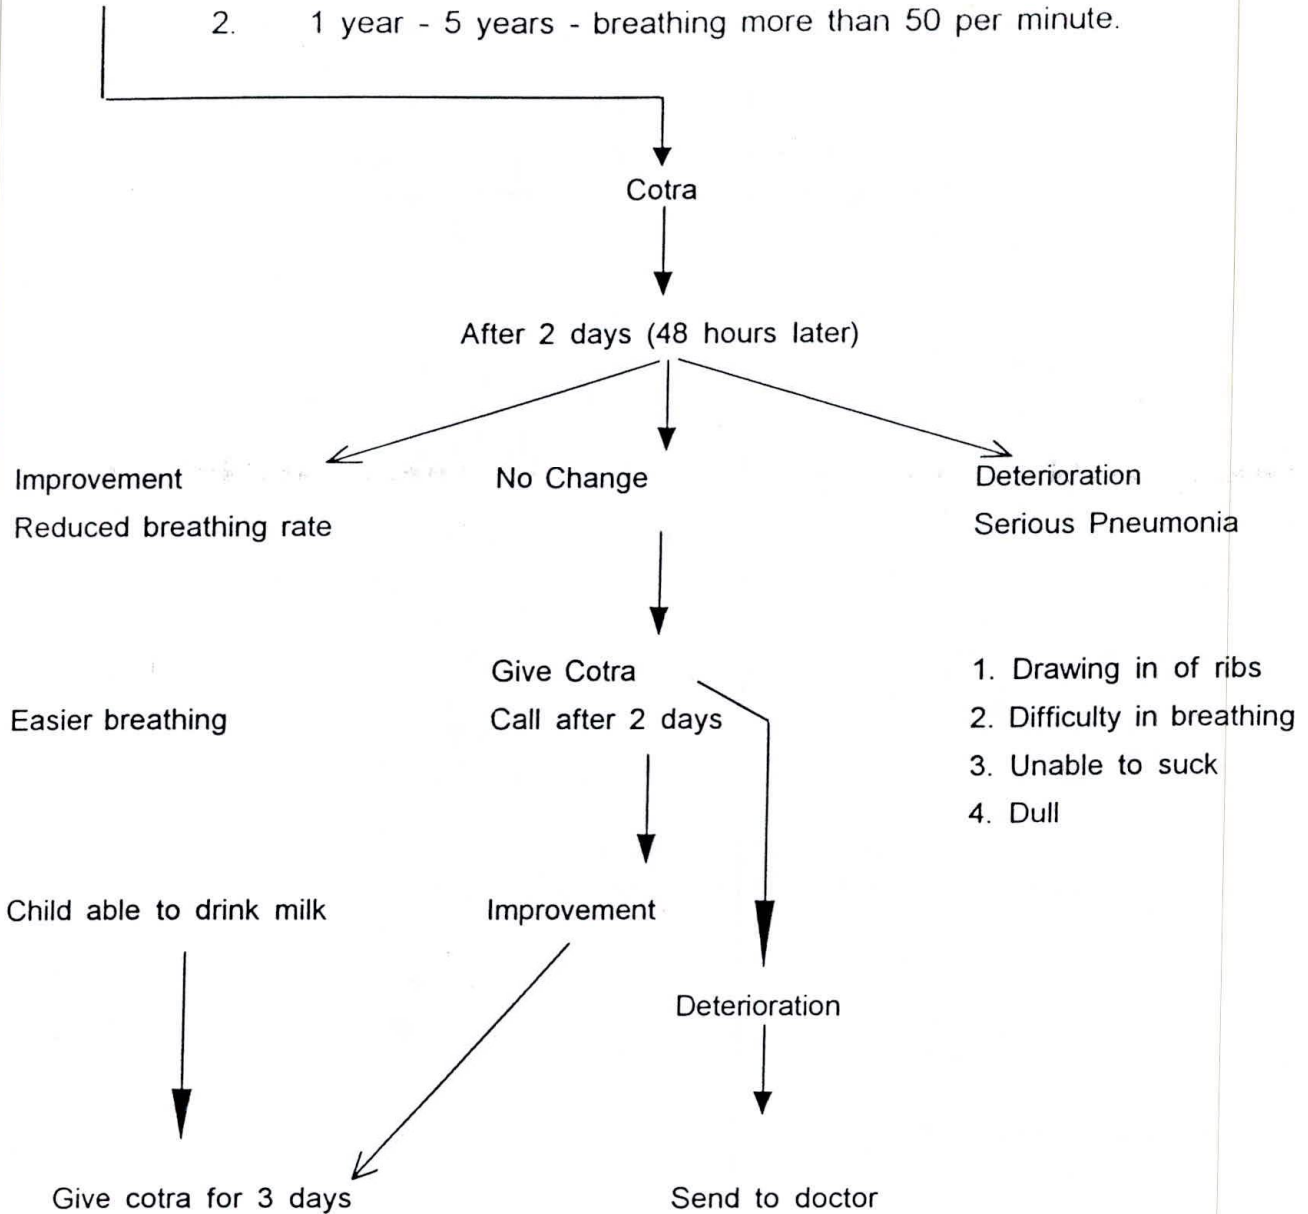 2. 1 year - 5 years - breathing more than 50 per minute.
Cotra
After 2 days (48 hours later)
Improvement
Reduced breathing rate
No Change
Deterioration
Serious Pneumonia
Easier breathing
Give Cotra
Call after 2 days
1. Drawing in of ribs
2. Difficulty in breathing
3. Unable to suck
4. Dull
Child able to drink milk
Improvement
Deterioration
Give cotra for 3 days
Send to doctor